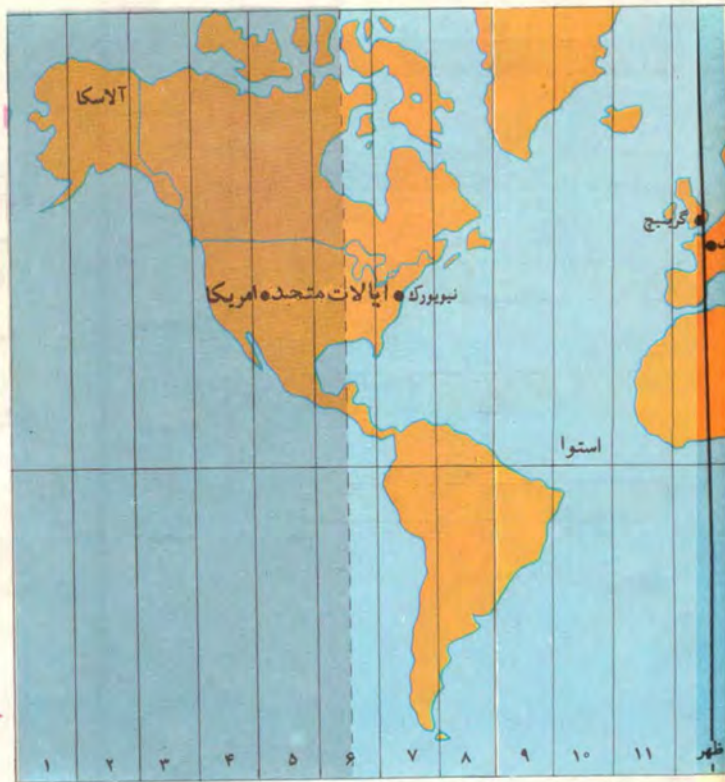 آلاسکا
گرینیچ
نیویورک
ایالات متحده امریکا
استوا
۱ ۲ ۳ ۴ ۵ ۶ ۷ ۸ ۹ ۱۰ ۱۱ ظهر